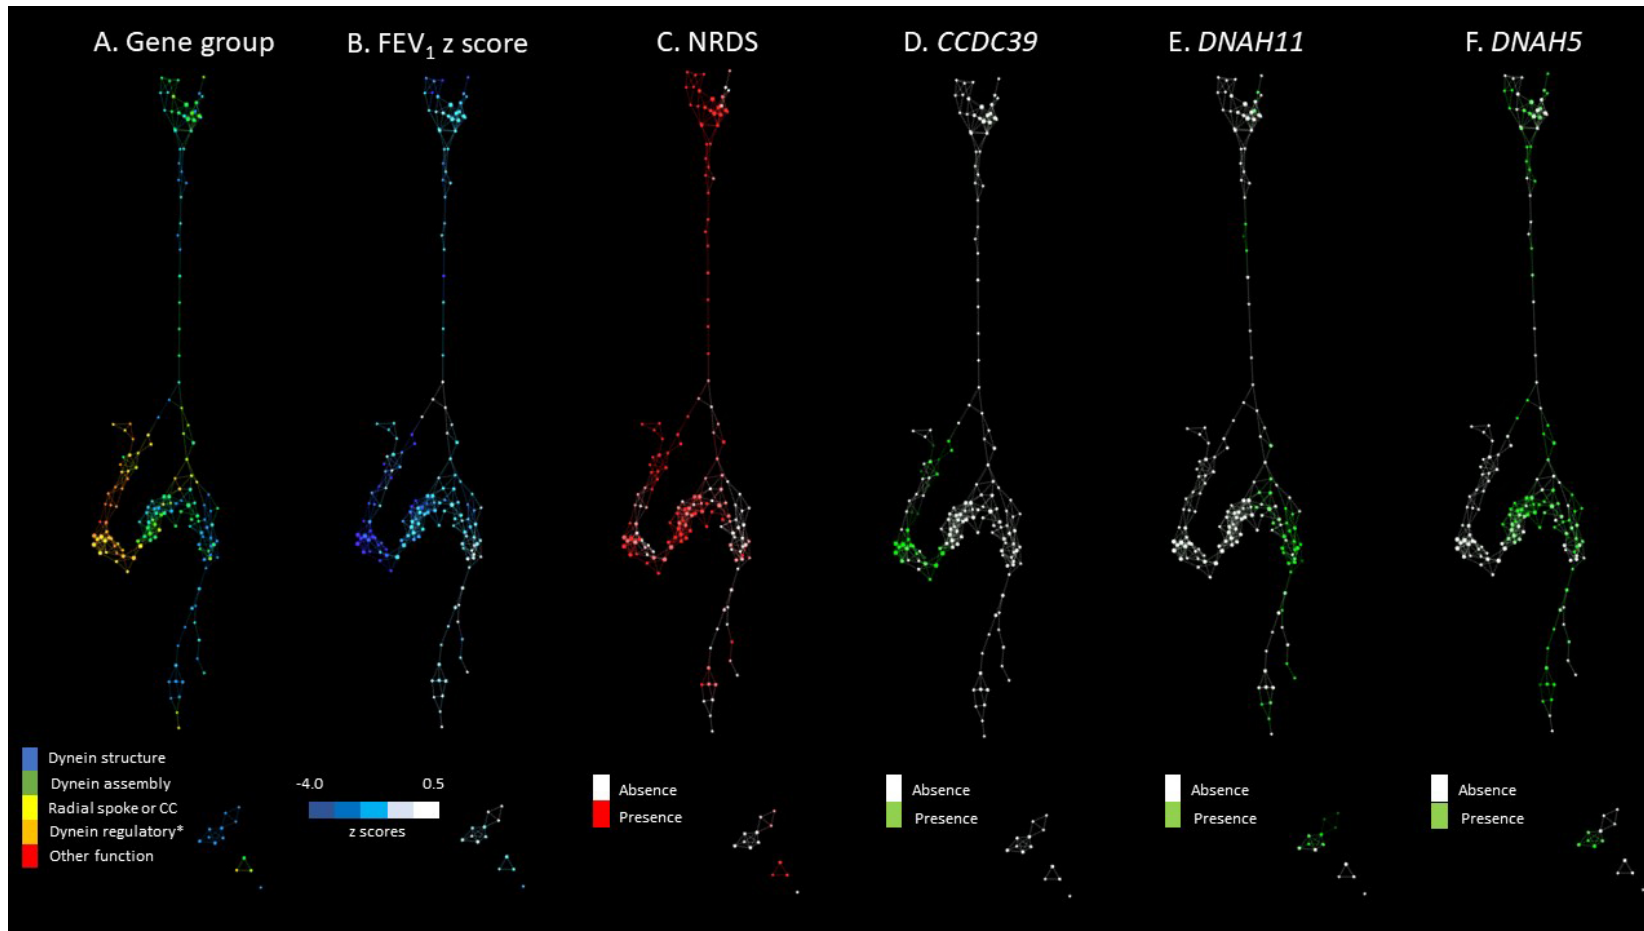 A. Gene group
B. FEV1 z score
C. NRDS
D. CCDC39
E. DNAH11
F. DNAH5
Dynein structure
Dynein assembly
Radial spoke or CC
Dynein regulatory*
Other function
-4.0 0.5
z scores
Absence
Presence
Absence
Presence
Absence
Presence
Absence
Presence